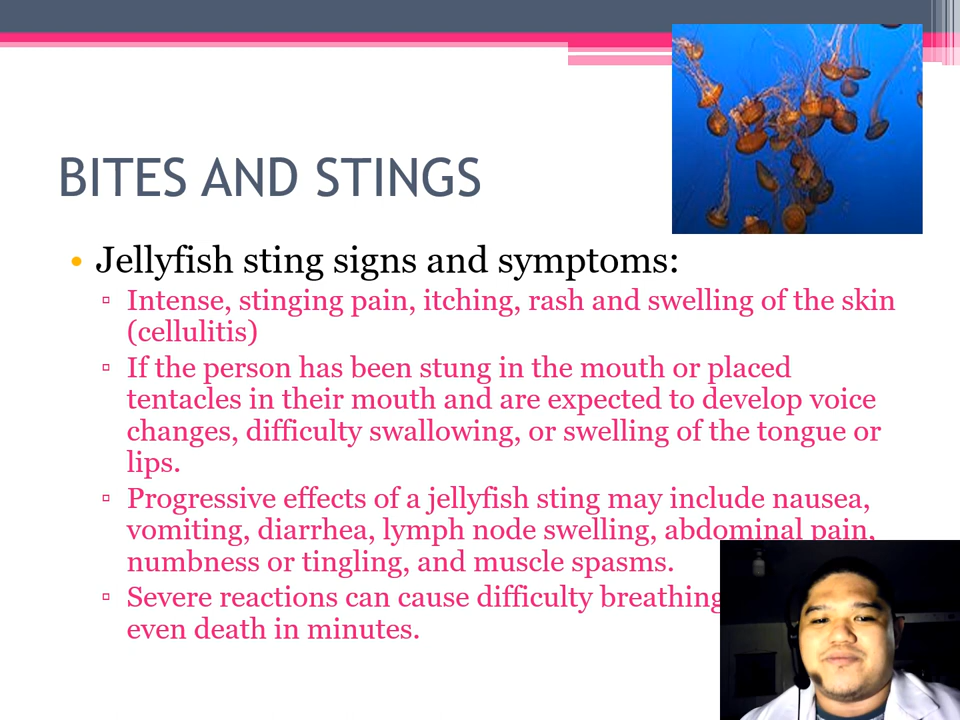 BITES AND STINGS
• Jellyfish sting signs and symptoms:
▫ Intense, stinging pain, itching, rash and swelling of the skin
(cellulitis)
▫ If the person has been stung in the mouth or placed
tentacles in their mouth and are expected to develop voice
changes, difficulty swallowing, or swelling of the tongue or
lips.
▫ Progressive effects of a jellyfish sting may include nausea,
vomiting, diarrhea, lymph node swelling, abdominal pain,
numbness or tingling, and muscle spasms.
▫ Severe reactions can cause difficulty breathing
even death in minutes.